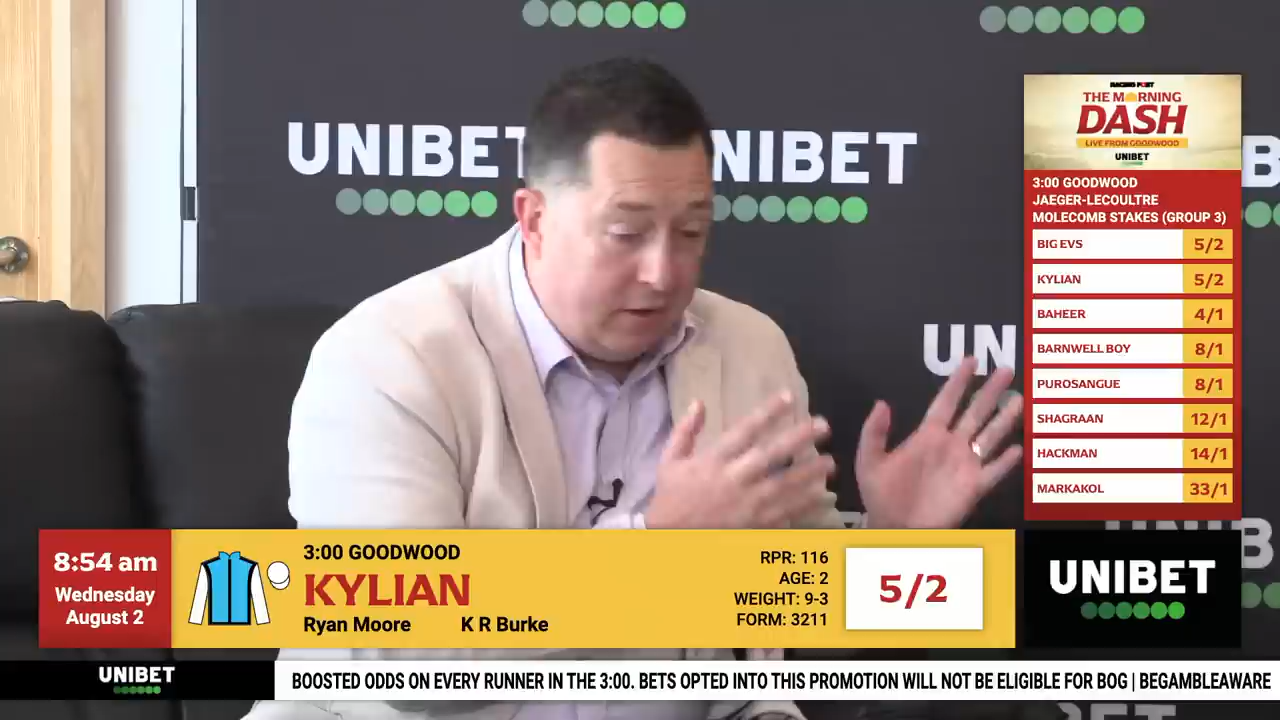 UNIBET
UNIBET
UN
RACING POST
THE MORNING
DASH
LIVE FROM GOODWOOD
UNIBET
3:00 GOODWOOD
JAEGER-LECOULTRE
MOLECOMB STAKES (GROUP 3)
BIG EVS 5/2
KYLIAN 5/2
BAHEER 4/1
BARNWELL BOY 8/1
PUROSANGUE 8/1
SHAGRAAN 12/1
HACKMAN 14/1
MARKAKOL 33/1
8:54 am
Wednesday
August 2
3:00 GOODWOOD
KYLIAN
Ryan Moore K R Burke
RPR: 116
AGE: 2
WEIGHT: 9-3
FORM: 3211
5/2
UNIBET
UNIBET
BOOSTED ODDS ON EVERY RUNNER IN THE 3:00. BETS OPTED INTO THIS PROMOTION WILL NOT BE ELIGIBLE FOR BOG | BEGAMBLEAWARE